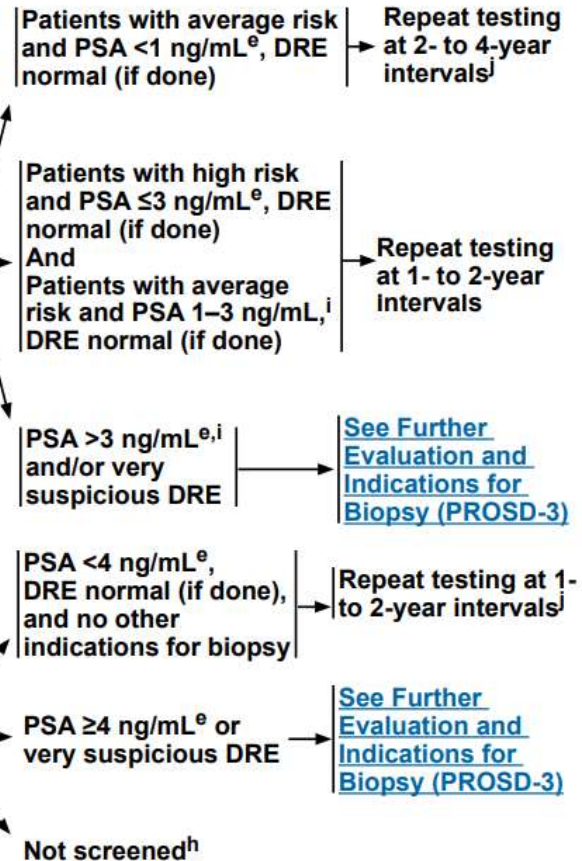 Patients with average risk
and PSA <1 ng/mLe, DRE
normal (if done)
Repeat testing
at 2- to 4-year
intervalsj
Patients with high risk
and PSA ≤3 ng/mLe, DRE
normal (if done)
And
Patients with average
risk and PSA 1–3 ng/mL,i
DRE normal (if done)
Repeat testing
at 1- to 2-year
intervals
PSA >3 ng/mLe,i
and/or very
suspicious DRE
See Further
Evaluation and
Indications for
Biopsy (PROSD-3)
PSA <4 ng/mLe,
DRE normal (if done),
and no other
indications for biopsy
Repeat testing at 1-
to 2-year intervalsj
PSA ≥4 ng/mLe or
very suspicious DRE
See Further
Evaluation and
Indications for
Biopsy (PROSD-3)
Not screenedh